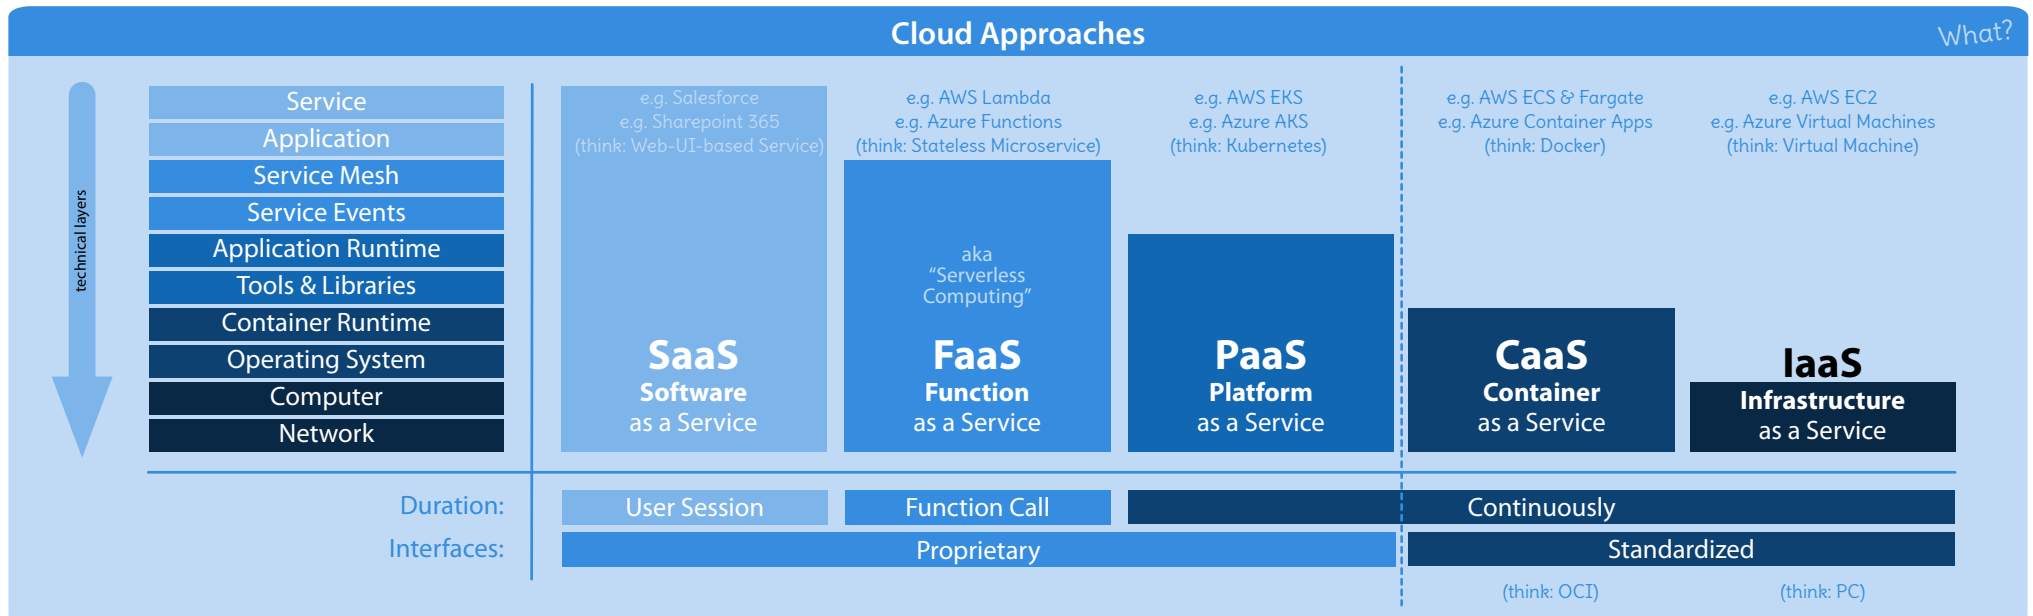 Cloud Approaches
What?
technical layers
Service
Application
Service Mesh
Service Events
Application Runtime
Tools & Libraries
Container Runtime
Operating System
Computer
Network
e.g. Salesforce
e.g. Sharepoint 365
(think: Web-UI-based Service)
SaaS
Software
as a Service
e.g. AWS Lambda
e.g. Azure Functions
(think: Stateless Microservice)
aka
“Serverless
Computing”
FaaS
Function
as a Service
e.g. AWS EKS
e.g. Azure AKS
(think: Kubernetes)
PaaS
Platform
as a Service
e.g. AWS ECS & Fargate
e.g. Azure Container Apps
(think: Docker)
CaaS
Container
as a Service
e.g. AWS EC2
e.g. Azure Virtual Machines
(think: Virtual Machine)
IaaS
Infrastructure
as a Service
Duration:
User Session
Function Call
Continuously
Interfaces:
Proprietary
Standardized
(think: OCI)
(think: PC)